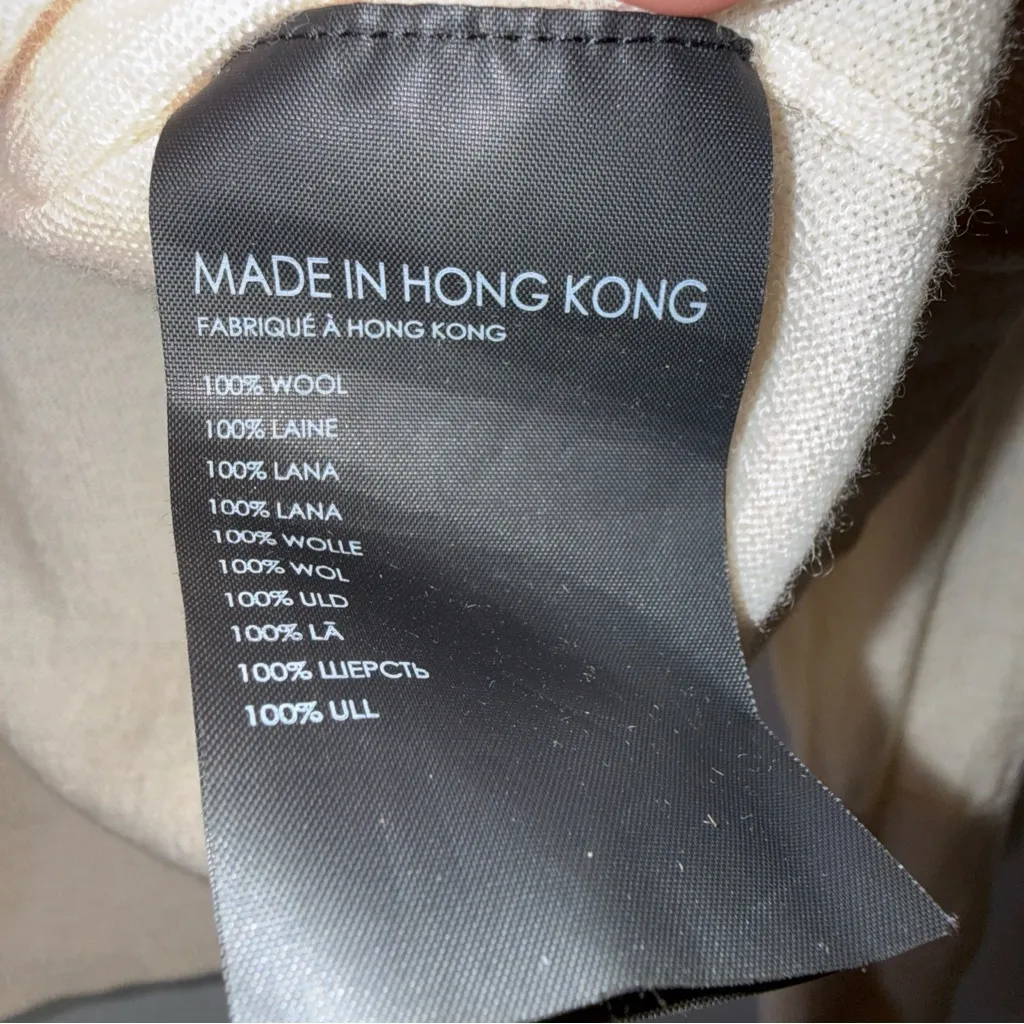 MADE IN HONG KONG
FABRIQUÉ À HONG KONG
100% WOOL
100% LAINE
100% LANA
100% LANA
100% WOLLE
100% WOL
100% ULD
100% LÃ
100% ШЕРСТЬ
100% ULL